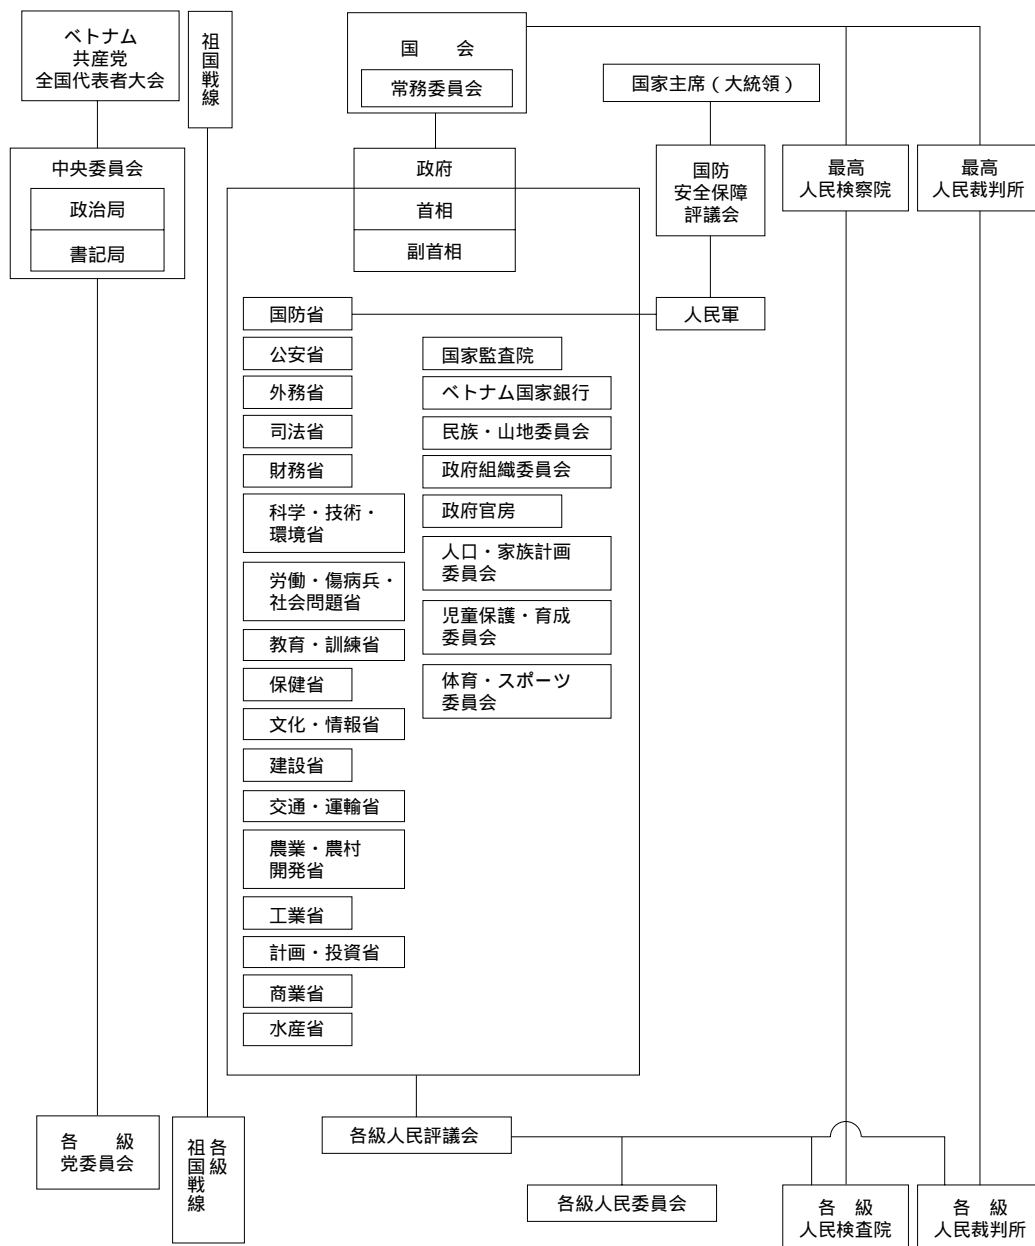 ベトナム
共産党
全国代表者大会
祖国戦線
国　会
常務委員会
国家主席（大統領）
中央委員会
政治局
書記局
政府
首相
副首相
国防
安全保障
評議会
最高
人民検察院
最高
人民裁判所
国防省
人民軍
公安省
外務省
司法省
財務省
科学・技術・
環境省
労働・傷病兵・
社会問題省
教育・訓練省
保健省
文化・情報省
建設省
交通・運輸省
農業・農村
開発省
工業省
計画・投資省
商業省
水産省
国家監査院
ベトナム国家銀行
民族・山地委員会
政府組織委員会
政府官房
人口・家族計画
委員会
児童保護・育成
委員会
体育・スポーツ
委員会
各　級
党委員会
各級
祖国戦線
各級人民評議会
各級人民委員会
各　級
人民検査院
各　級
人民裁判所